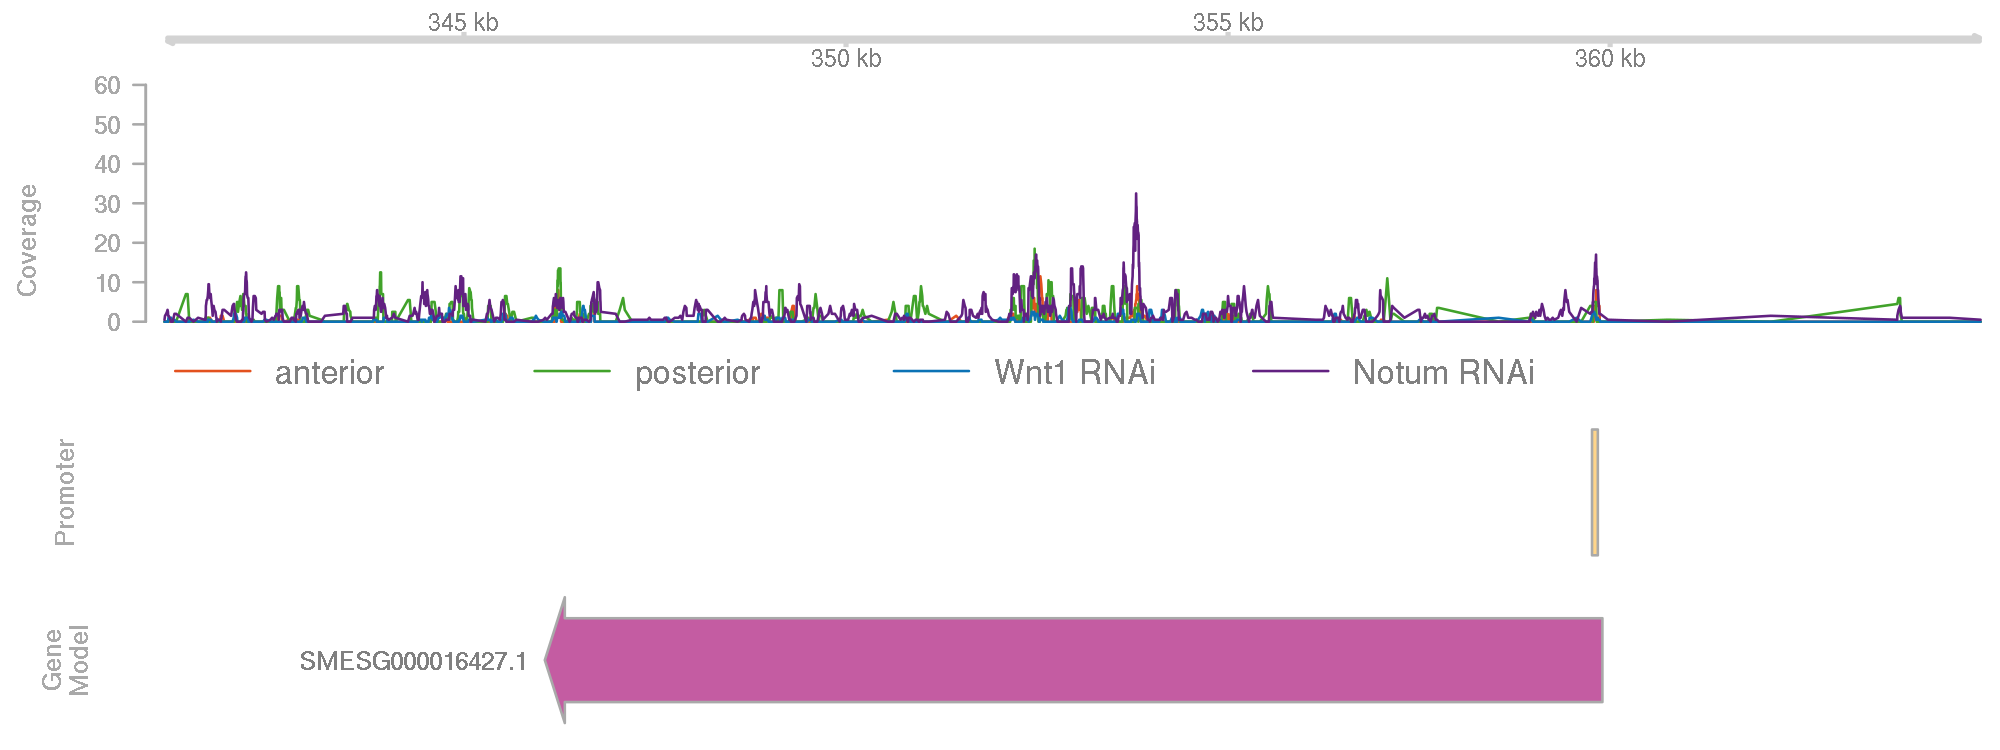 345 kb
355 kb
350 kb
360 kb
Coverage
60
50
40
30
20
10
0
anterior
posterior
Wnt1 RNAi
Notum RNAi
Promoter
Gene
Model
SMESG000016427.1